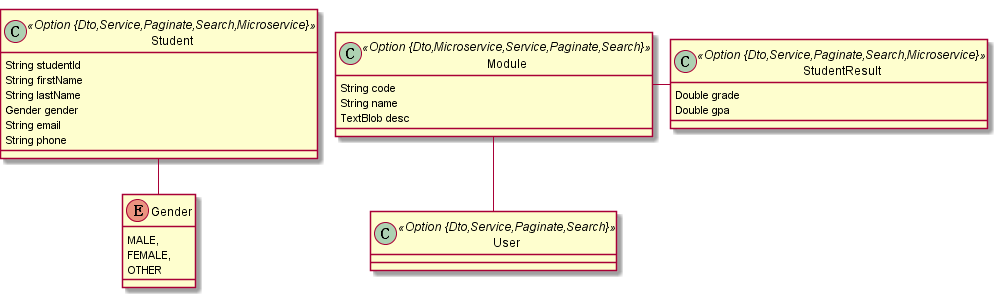 C «Option {Dto,Service,Paginate,Search,Microservice}»
Student
String studentId
String firstName
String lastName
Gender gender
String email
String phone
C «Option {Dto,Microservice,Service,Paginate,Search}»
Module
String code
String name
TextBlob desc
C «Option {Dto,Service,Paginate,Search,Microservice}»
StudentResult
Double grade
Double gpa
E Gender
MALE,
FEMALE,
OTHER
C «Option {Dto,Service,Paginate,Search}»
User